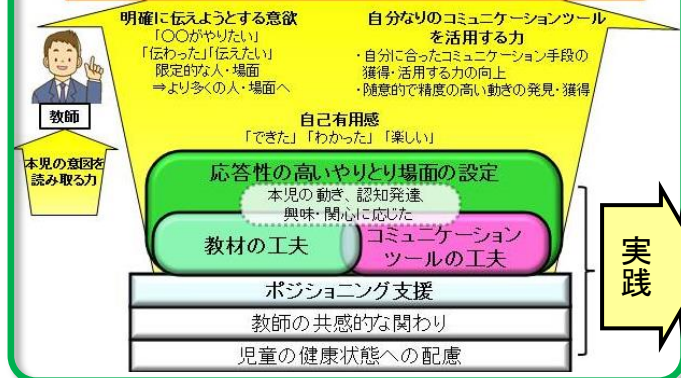 明確に伝えようとする意欲
「〇〇がやりたい」
「伝わった」「伝えたい」
限定的な人・場面
⇒より多くの人・場面へ
自分なりのコミュニケーションツール
を活用する力
・自分に合ったコミュニケーション手段の
獲得・活用する力の向上
・随意的で精度の高い動きの発見・獲得
教師
自己有用感
「できた」「わかった」「楽しい」
本児の意図を
読み取る力
応答性の高いやりとり場面の設定
本児の動き、認知発達、
興味・関心に応じた
教材の工夫
コミュニケーション
ツールの工夫
ポジショニング支援
教師の共感的な関わり
児童の健康状態への配慮
実践